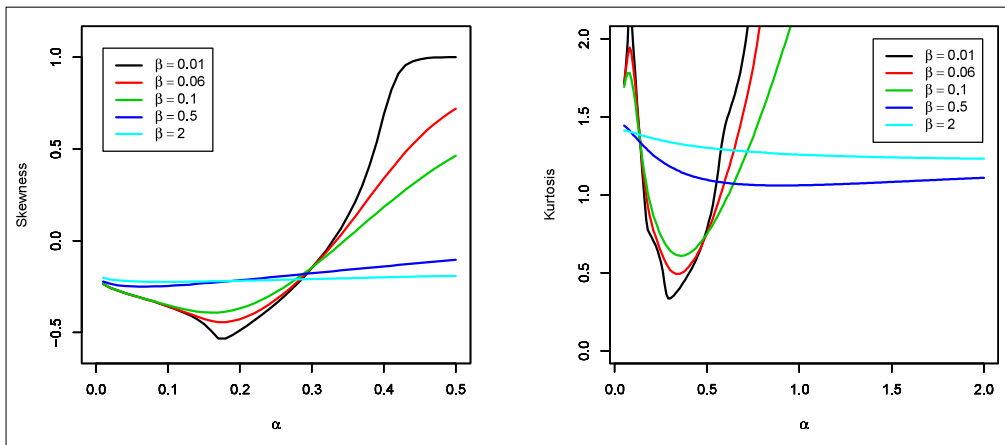 Skewness
1.0
0.5
0.0
−0.5
β = 0.01
β = 0.06
β = 0.1
β = 0.5
β = 2
0.0 0.1 0.2 0.3 0.4 0.5
α
Kurtosis
2.0
1.5
1.0
0.5
0.0
β = 0.01
β = 0.06
β = 0.1
β = 0.5
β = 2
0.0 0.5 1.0 1.5 2.0
α